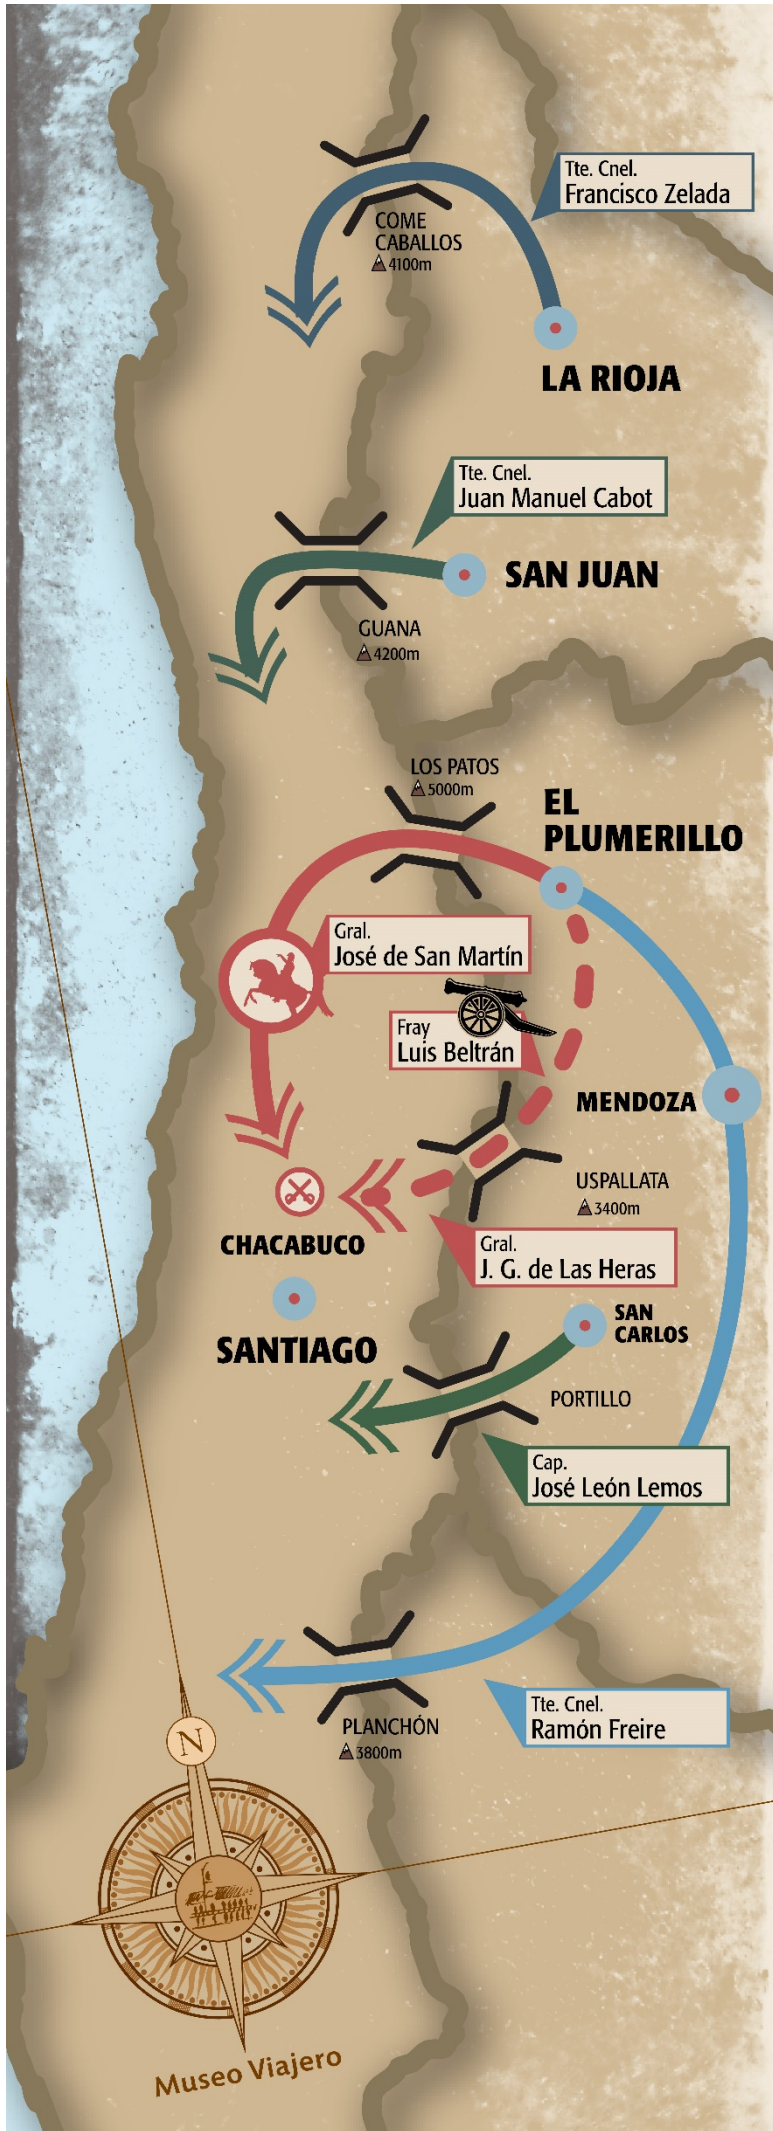 Tte. Cnel.
Francisco Zelada
COME
CABALLOS
4100m
LA RIOJA
Tte. Cnel.
Juan Manuel Cabot
SAN JUAN
GUANA
4200m
LOS PATOS
5000m
EL
PLUMERILLO
Gral.
José de San Martín
Fray
Luis Beltrán
MENDOZA
USPALLATA
3400m
CHACABUCO
Gral.
J. G. de Las Heras
SANTIAGO
SAN
CARLOS
PORTILLO
Cap.
José León Lemos
PLANCHÓN
3800m
Tte. Cnel.
Ramón Freire
N
Museo Viajero